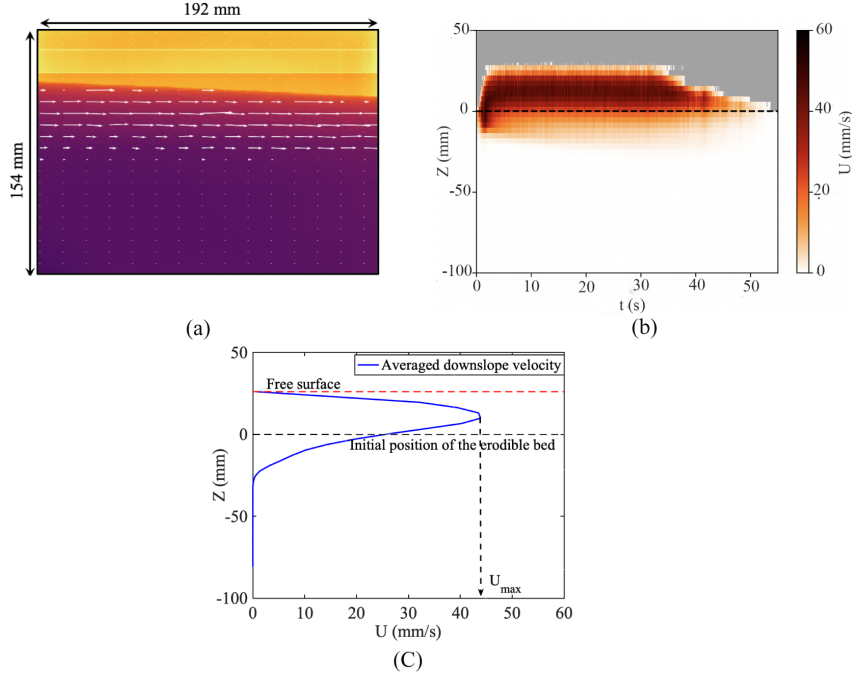 192 mm
154 mm
(a)
50
0
-50
-100
Z (mm)
0
10
20
30
40
50
t (s)
60
40
20
0
U (mm/s)
(b)
50
0
-50
-100
Z (mm)
Averaged downslope velocity
Free surface
Initial position of the erodible bed
Umax
0
10
20
30
40
50
60
U (mm/s)
(C)